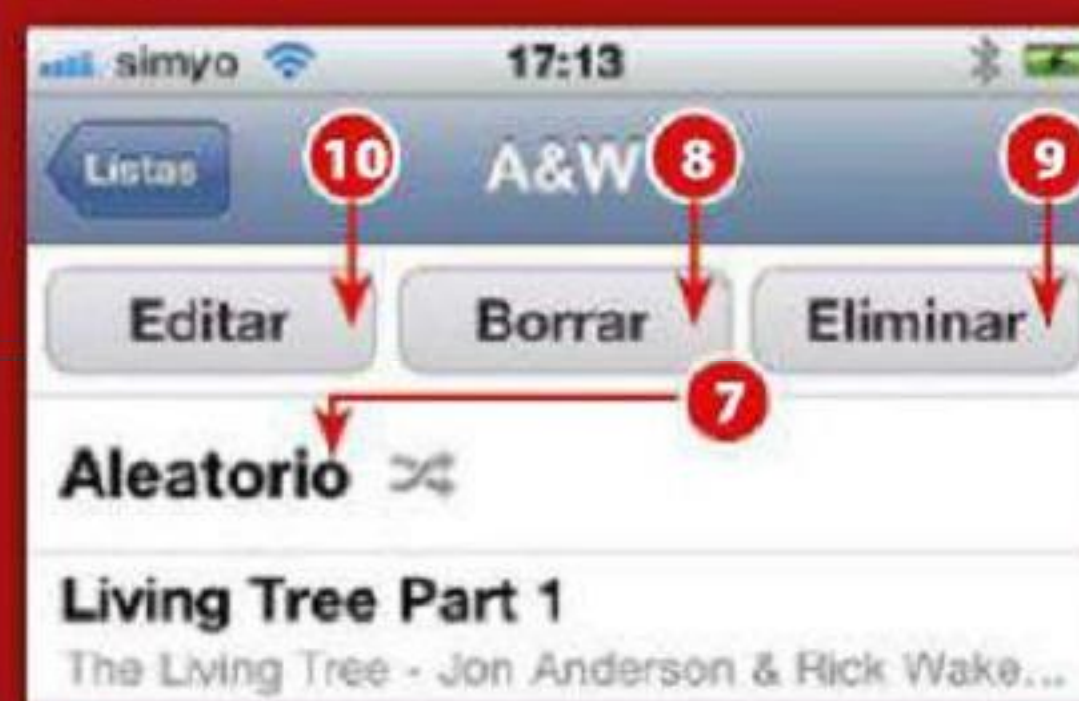 simyo 17:13
Listas 10 A&W 8 9
Editar Borrar Eliminar
7
Aleatorio
Living Tree Part 1
The Living Tree - Jon Anderson & Rick Wake...